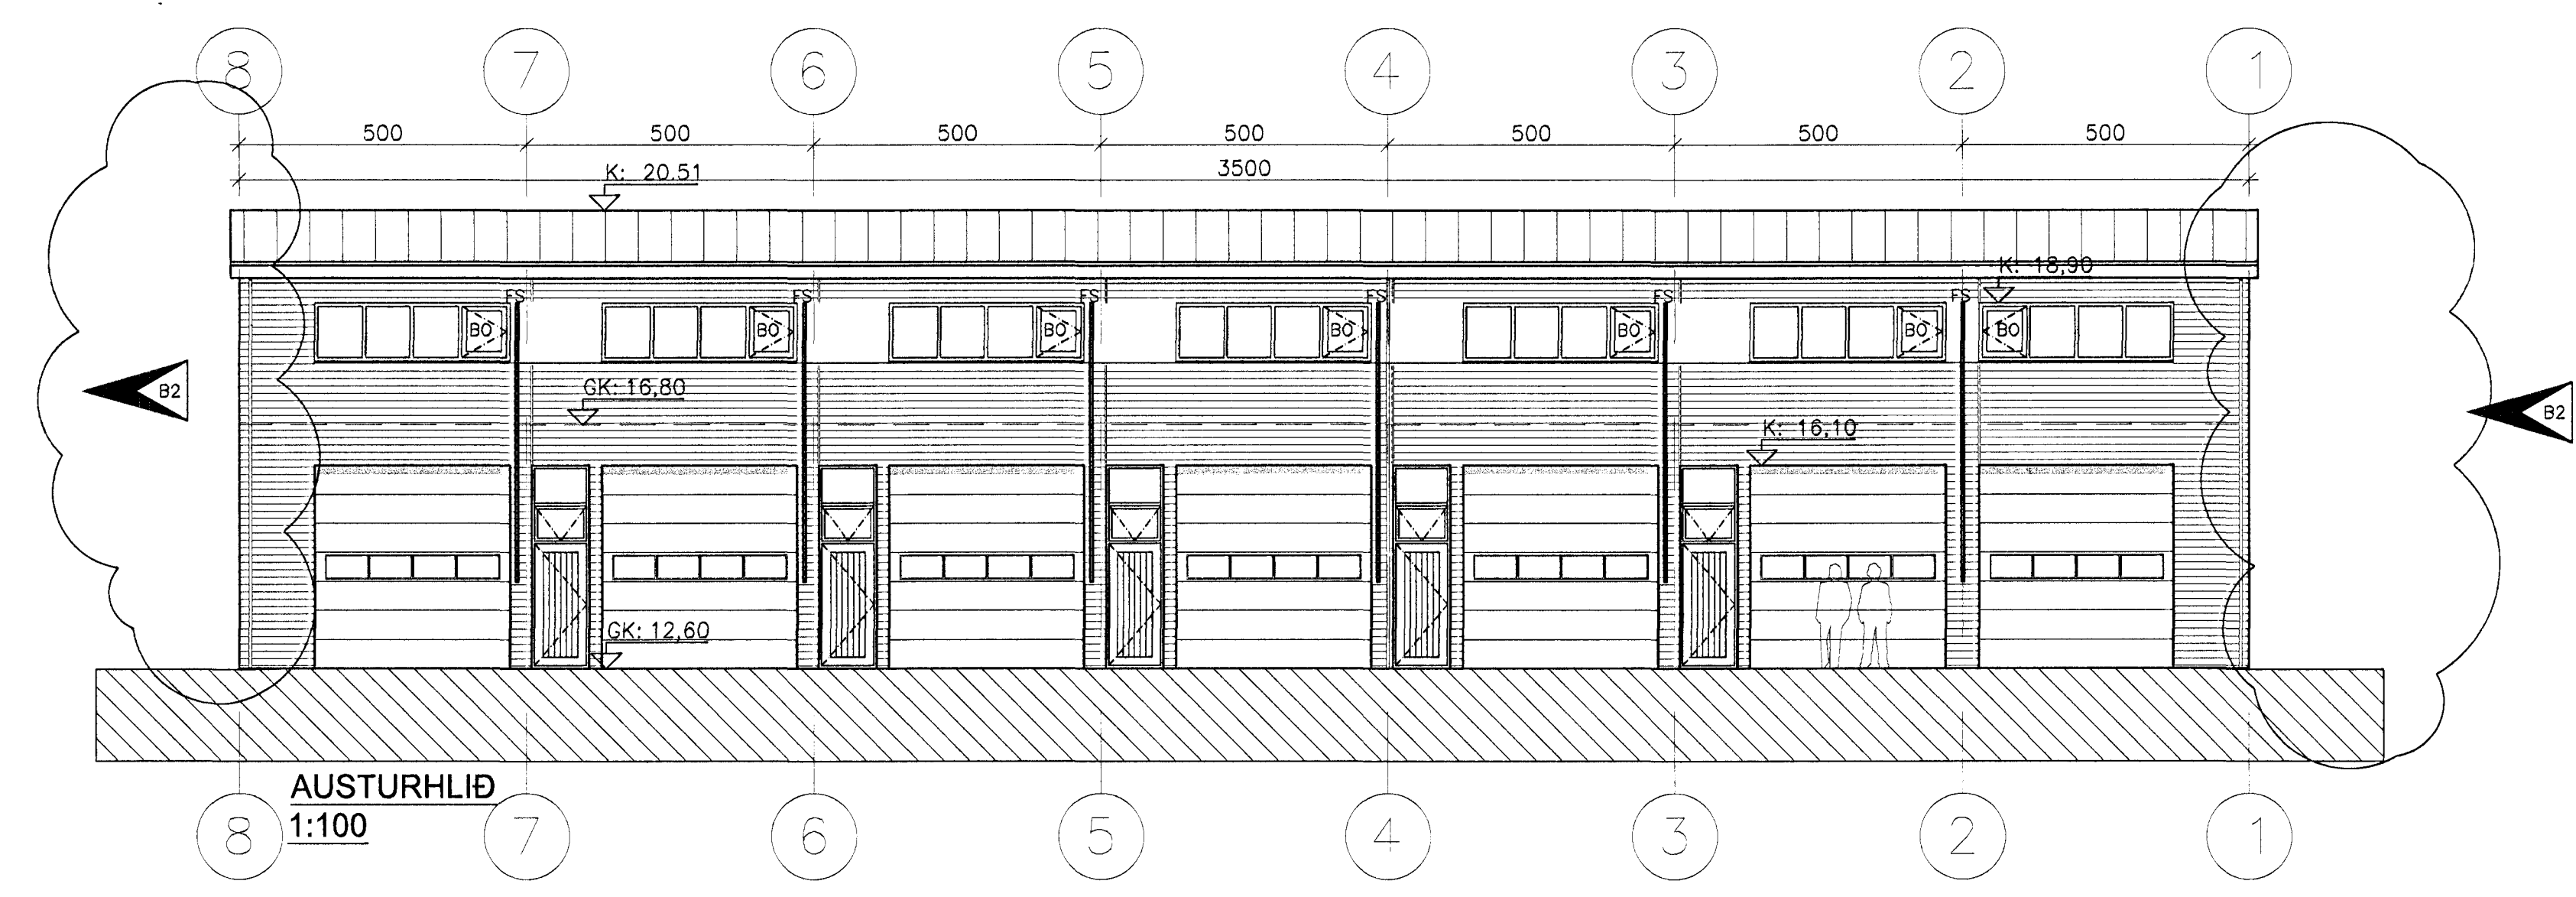 8 7 6 5 4 3 2 1
500 500 500 500 500 500 500
3500
K: 20.51
K: 18,90
FS FS FS FS FS FS
BO BO BO BO BO BO BO
B2 B2
GK: 16,80
K: 16,10
GK: 12,60
AUSTURHLIÐ
1:100
8 7 6 5 4 3 2 1